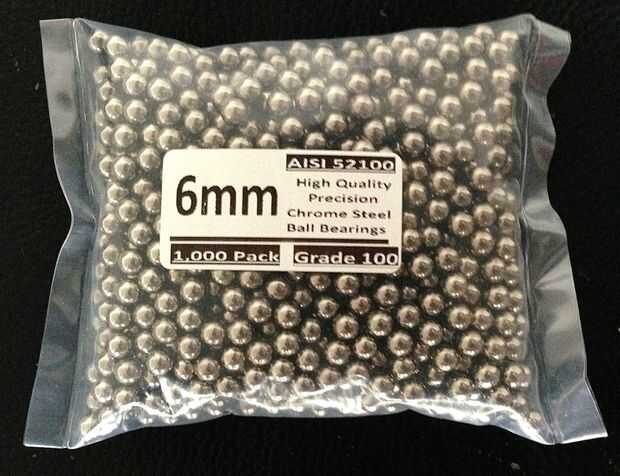 AISI 52100
6mm
High Quality
Precision
Chrome Steel
Ball Bearings
1,000 Pack Grade 100